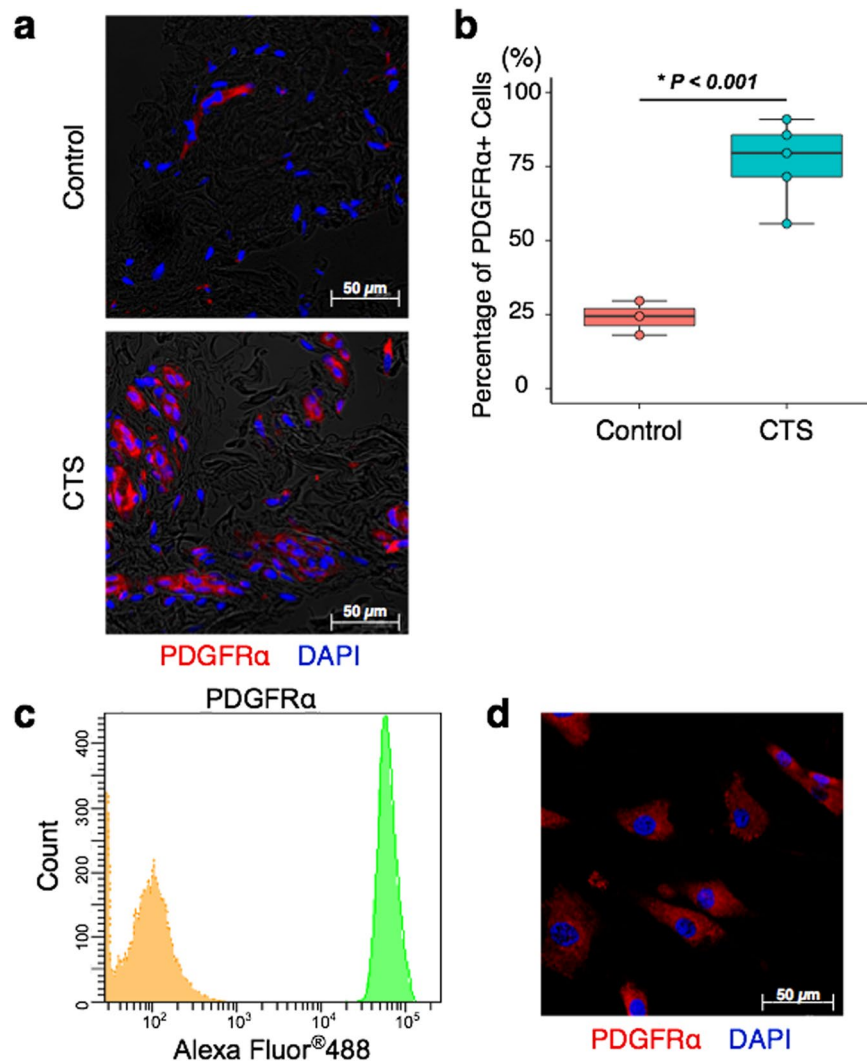 a
Control
50 µm
CTS
50 µm
PDGFRα DAPI
b
(%)
Percentage of PDGFRα+ Cells
* P < 0.001
100
75
50
25
0
Control CTS
c
PDGFRα
Count
400
300
200
100
0
10² 10³ 10⁴ 10⁵
Alexa Fluor®488
d
50 µm
PDGFRα DAPI